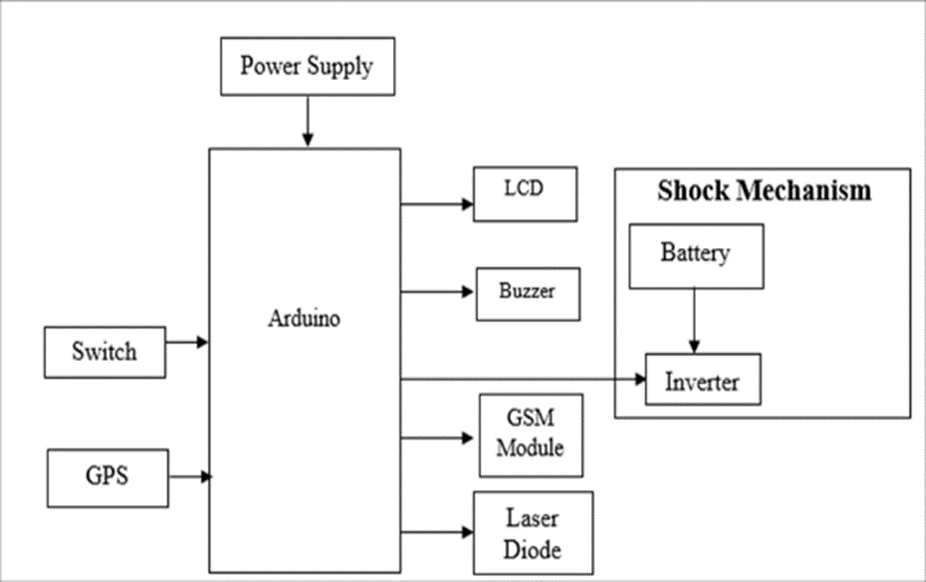 Power Supply
LCD
Shock Mechanism
Battery
Buzzer
Arduino
Switch
Inverter
GSM
Module
GPS
Laser
Diode